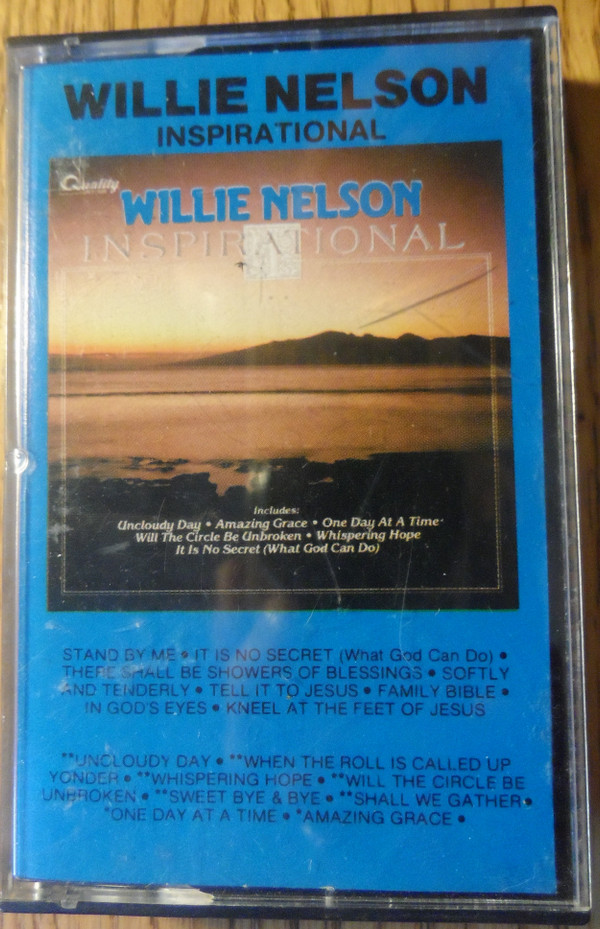 WILLIE NELSON
INSPIRATIONAL
Quality
WILLIE NELSON
INSPIRATIONAL
Includes:
Uncloudy Day • Amazing Grace • One Day At A Time
Will The Circle Be Unbroken • Whispering Hope
It Is No Secret (What God Can Do)
STAND BY ME • IT IS NO SECRET (What God Can Do) •
THERE SHALL BE SHOWERS OF BLESSINGS • SOFTLY
AND TENDERLY • TELL IT TO JESUS • FAMILY BIBLE •
IN GOD'S EYES • KNEEL AT THE FEET OF JESUS
**UNCLOUDY DAY • **WHEN THE ROLL IS CALLED UP
YONDER • **WHISPERING HOPE • **WILL THE CIRCLE BE
UNBROKEN • **SWEET BYE & BYE • **SHALL WE GATHER •
*ONE DAY AT A TIME • *AMAZING GRACE •